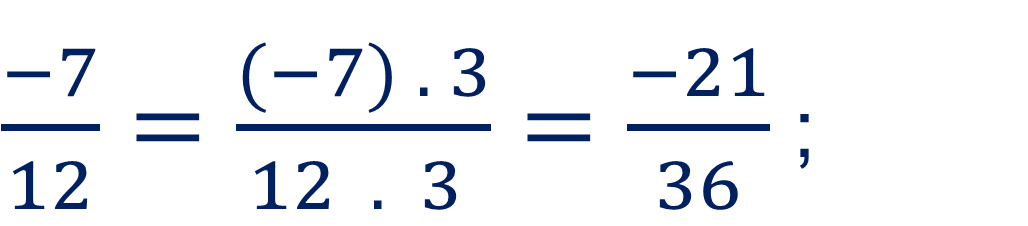 −7/12 = (−7) . 3/12 . 3 = −21/36 ;